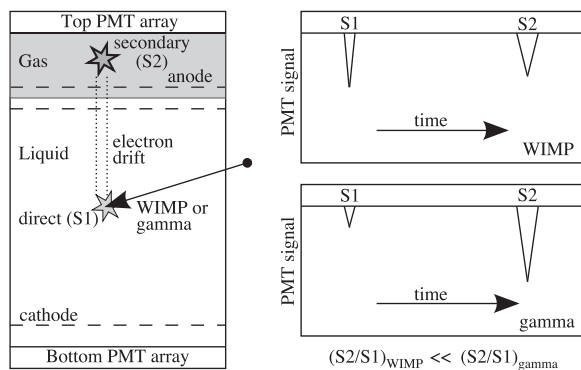 Top PMT array
Gas
secondary
(S2)
anode
Liquid
electron
drift
direct (S1)
WIMP or
gamma
cathode
Bottom PMT array
S1
S2
PMT signal
time
WIMP
S1
S2
PMT signal
time
gamma
(S2/S1)WIMP << (S2/S1)gamma